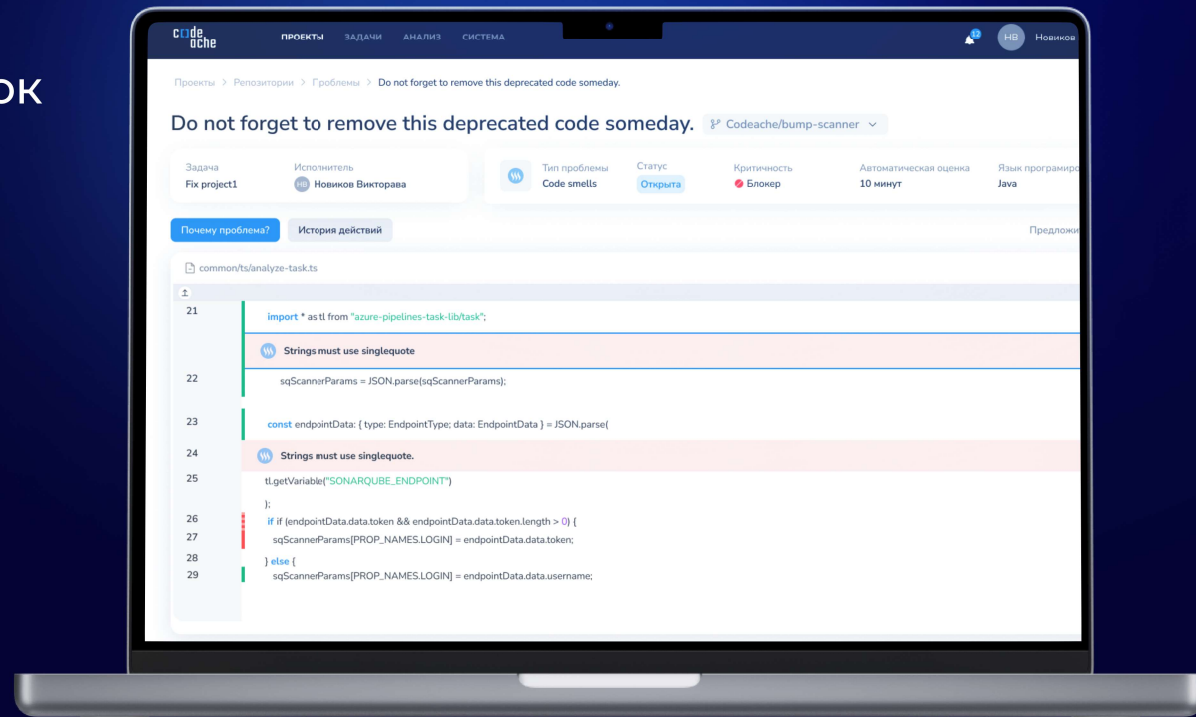 ок
code
ache
ПРОЕКТЫ ЗАДАЧИ АНАЛИЗ СИСТЕМА
12
НВ Новиков
Проекты > Репозитории > Гроблемы > Do not forget to remove this deprecated code someday.
Do not forget to remove this deprecated code someday. Codeache/bump-scanner
Задача Исполнитель Тип проблемы Статус Критичность Автоматическая оценка Язык програмиро
Fix project1 НВ Новиков Викторава Code smells Открыта Блокер 10 минут Java
Почему проблема? История действий Предложи
common/ts/analyze-task.ts
21 import * as tl from "azure-pipelines-task-lib/task";
Strings must use singlequote
22 sqScannerParams = JSON.parse(sqScannerParams);
23 const endpointData: { type: EndpointType; data: EndpointData } = JSON.parse(
24 Strings must use singlequote.
25 tl.getVariable("SONARQUBE_ENDPOINT")
);
26 if if (endpointData.data.token && endpointData.data.token.length > 0) {
27 sqScannerParams[PROP_NAMES.LOGIN] = endpointData.data.token;
28 } else {
29 sqScannerParams[PROP_NAMES.LOGIN] = endpointData.data.username;